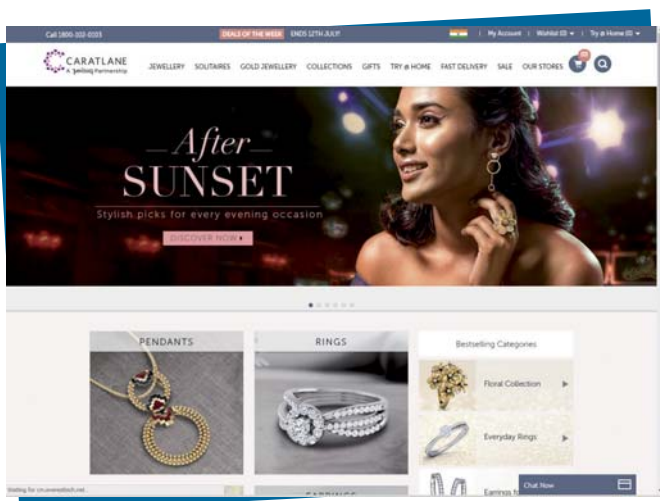 Call 1800-102-0103
DEALS OF THE WEEK ENDS 12TH JULY!
My Account | Wishlist (0) | Try @ Home (0)
CARATLANE
A Partnership
JEWELLERY SOLITAIRES GOLD JEWELLERY COLLECTIONS GIFTS TRY @ HOME FAST DELIVERY SALE OUR STORES
After
SUNSET
Stylish picks for every evening occasion
DISCOVER NOW
PENDANTS
RINGS
Bestselling Categories
Floral Collection
Everyday Rings
Earrings
Chat Now